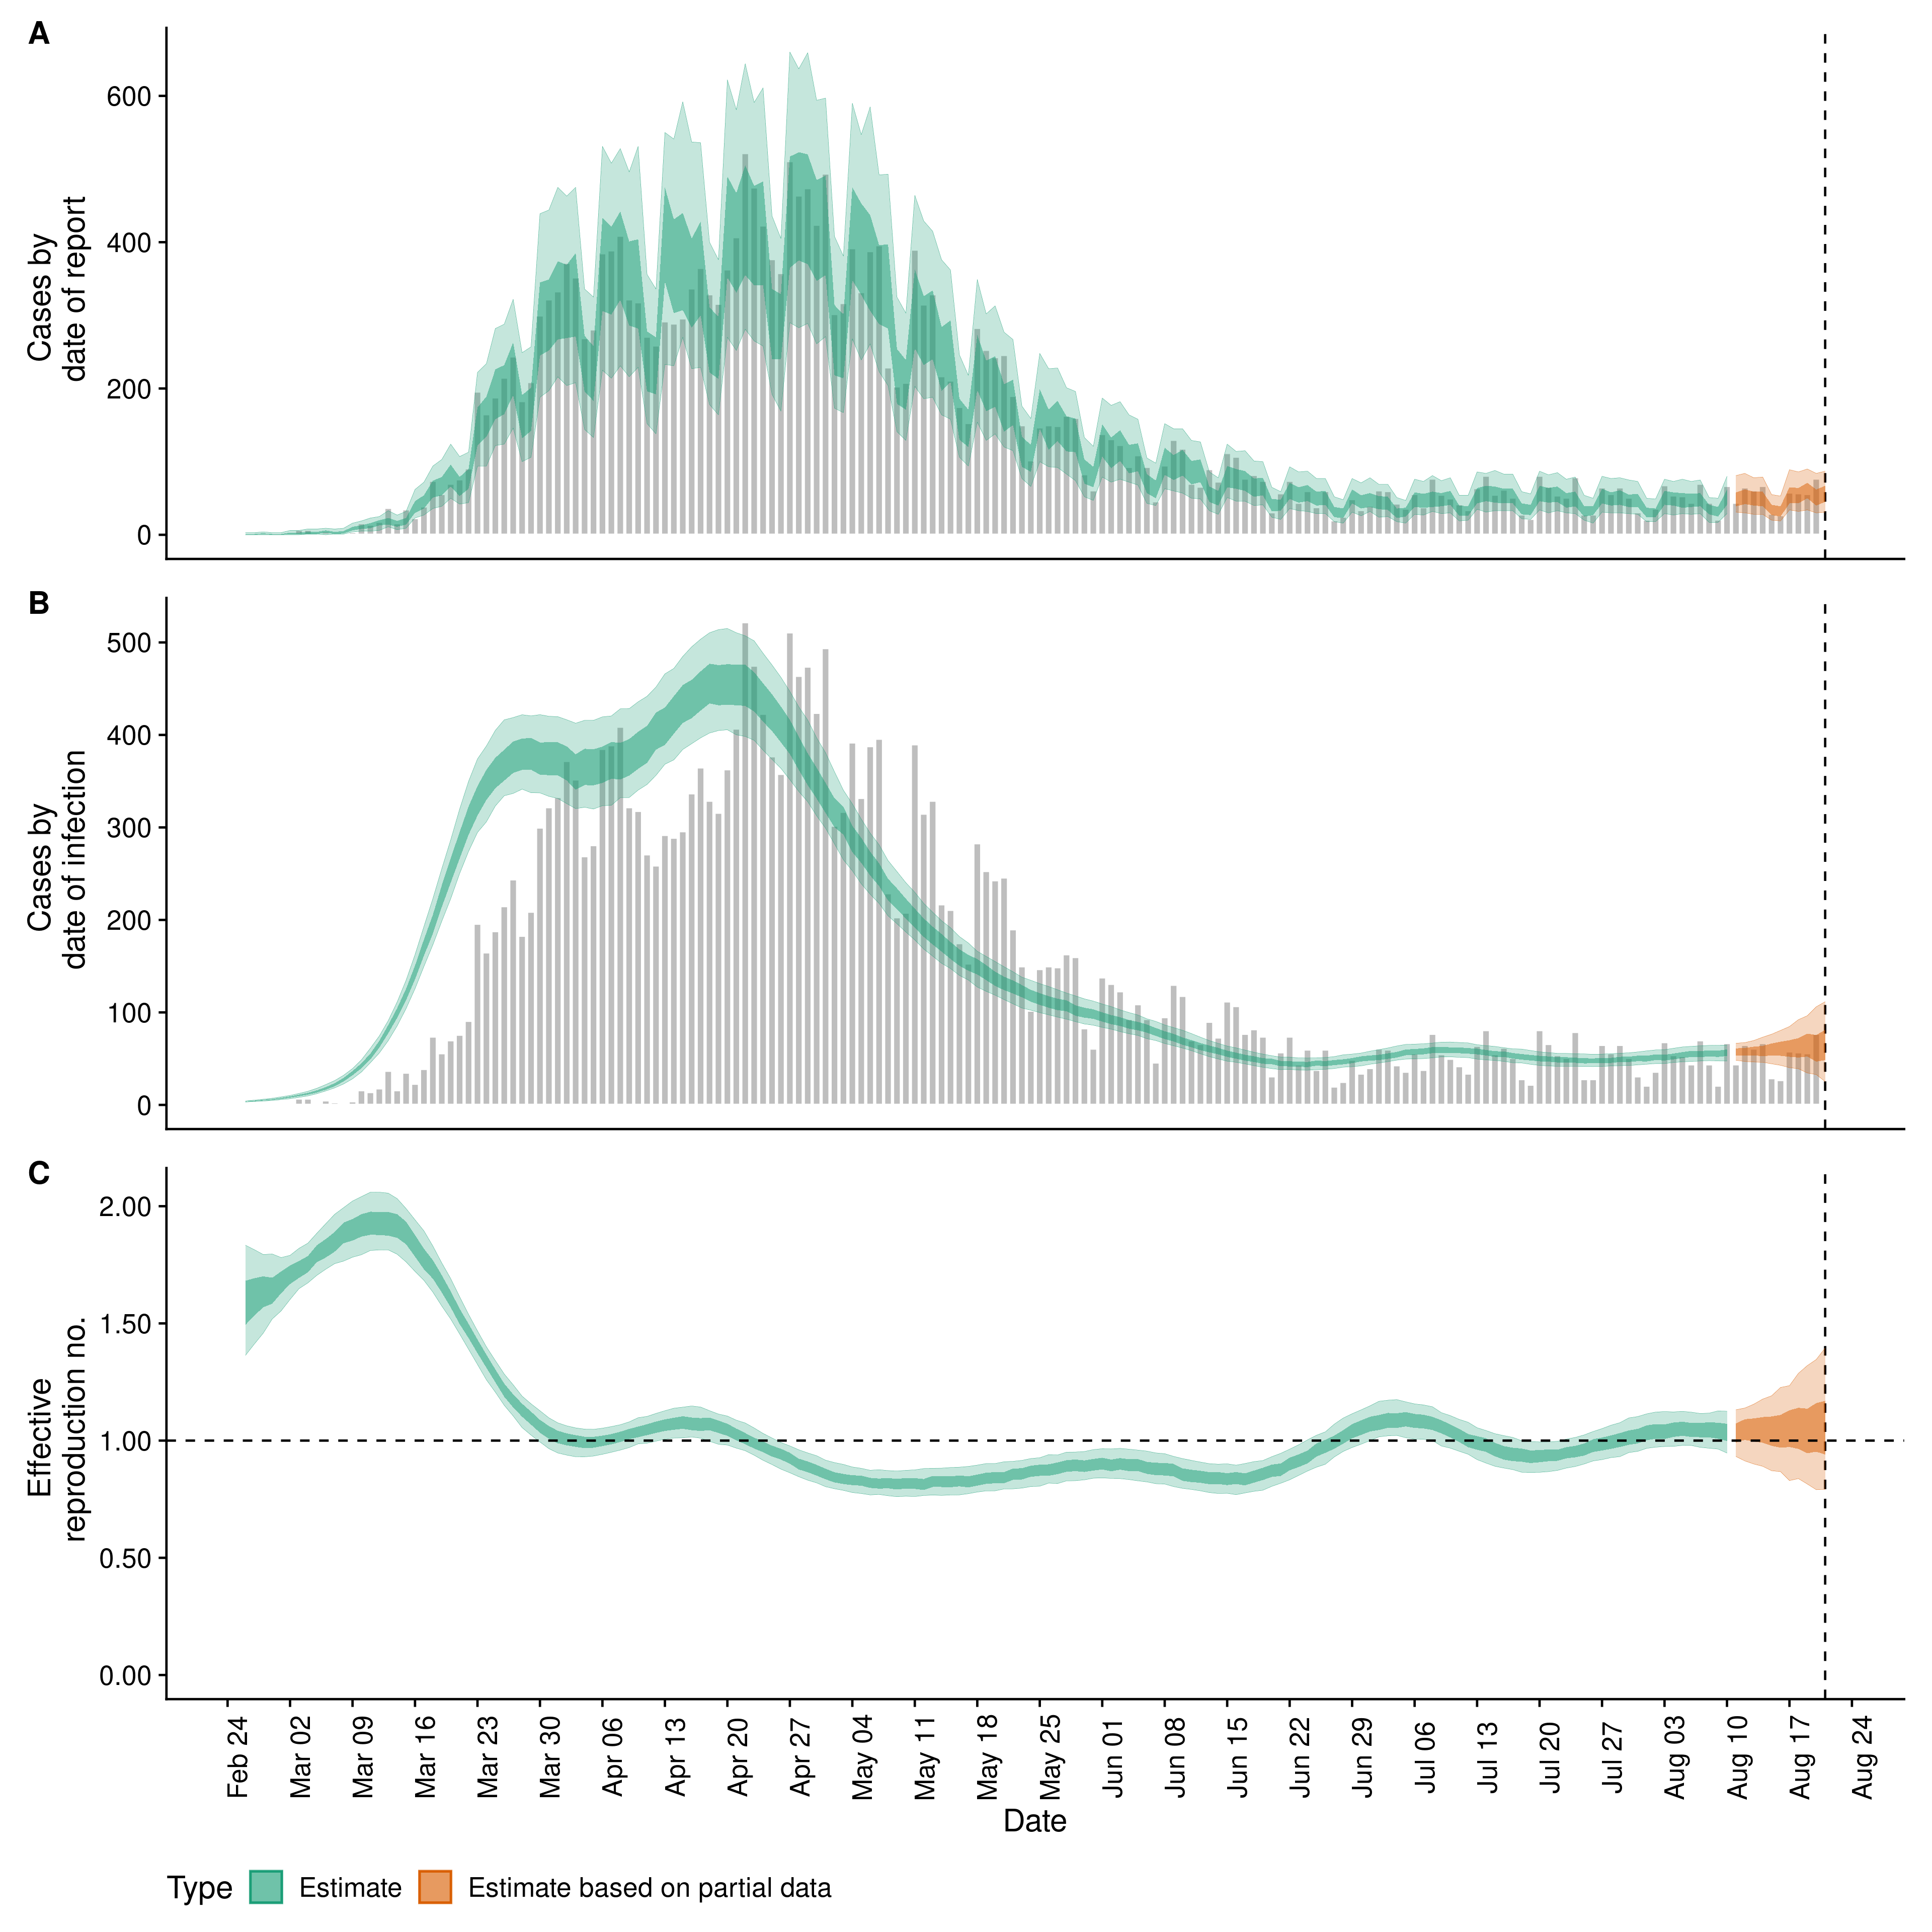 A
Cases by
date of report
600
400
200
0
B
Cases by
date of infection
500
400
300
200
100
0
C
Effective
reproduction no.
2.00
1.50
1.00
0.50
0.00
Feb 24
Mar 02
Mar 09
Mar 16
Mar 23
Mar 30
Apr 06
Apr 13
Apr 20
Apr 27
May 04
May 11
May 18
May 25
Jun 01
Jun 08
Jun 15
Jun 22
Jun 29
Jul 06
Jul 13
Jul 20
Jul 27
Aug 03
Aug 10
Aug 17
Aug 24
Date
Type Estimate Estimate based on partial data